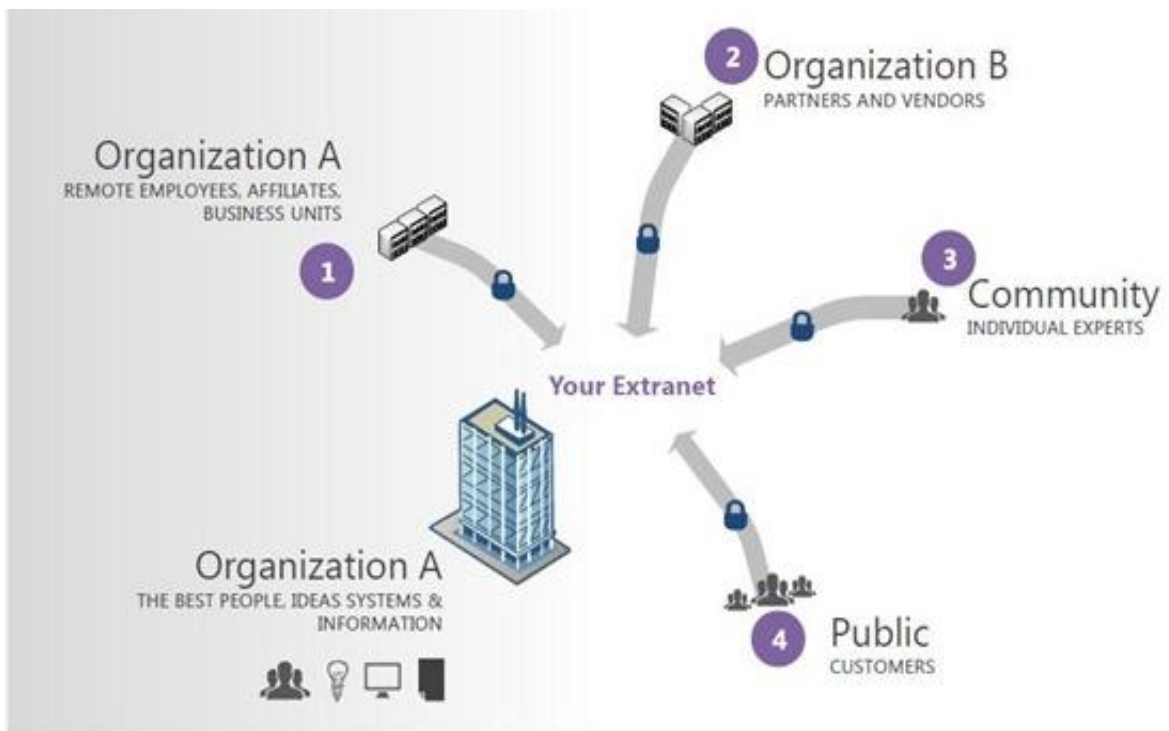 2
Organization B
PARTNERS AND VENDORS
Organization A
REMOTE EMPLOYEES, AFFILIATES,
BUSINESS UNITS
1
3
Community
INDIVIDUAL EXPERTS
Your Extranet
Organization A
THE BEST PEOPLE, IDEAS SYSTEMS &
INFORMATION
4
Public
CUSTOMERS